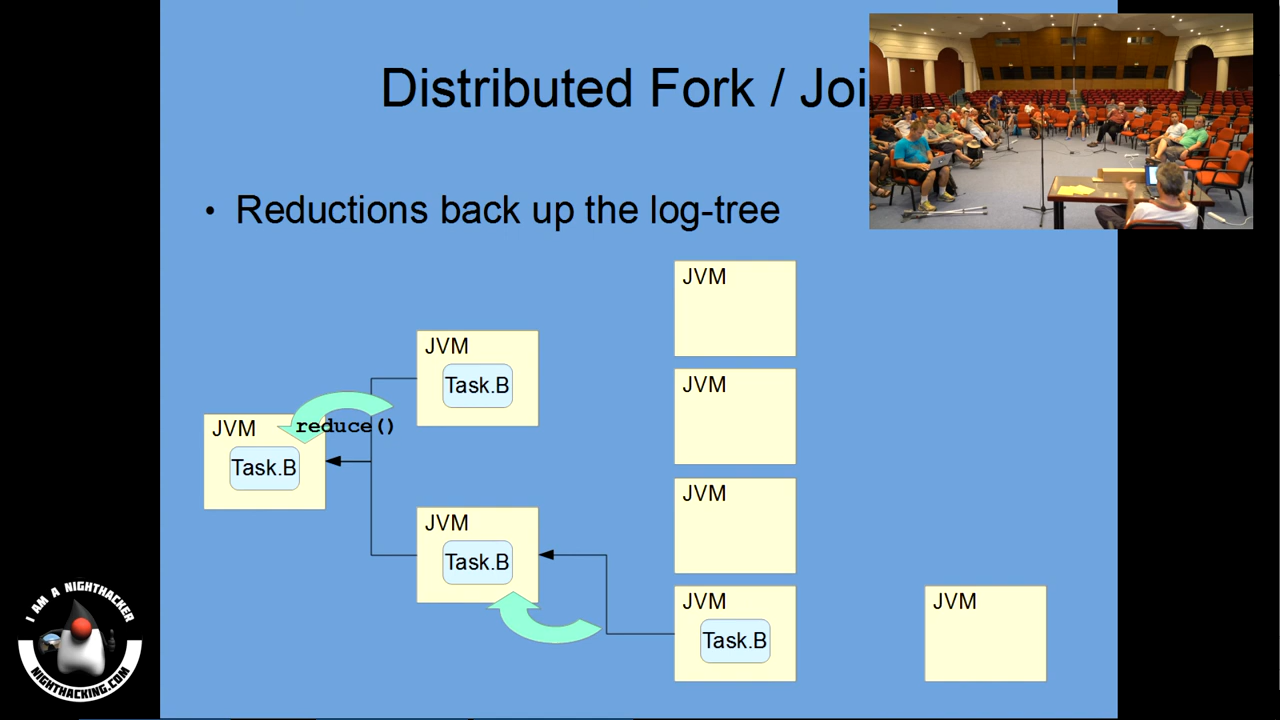 Distributed Fork / Joi
• Reductions back up the log-tree
JVM
JVM
Task.B
JVM
JVM
reduce()
Task.B
JVM
JVM
Task.B
JVM
Task.B
JVM
I AM A NIGHTHACKER
NIGHTHACKING.COM